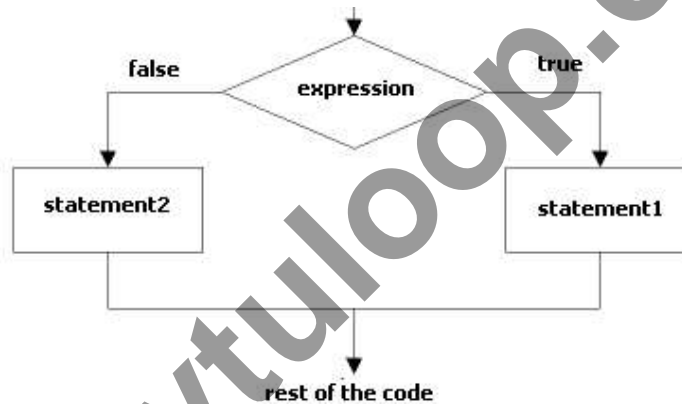 false
true
expression
statement2
statement1
rest of the code
vtuloop.c